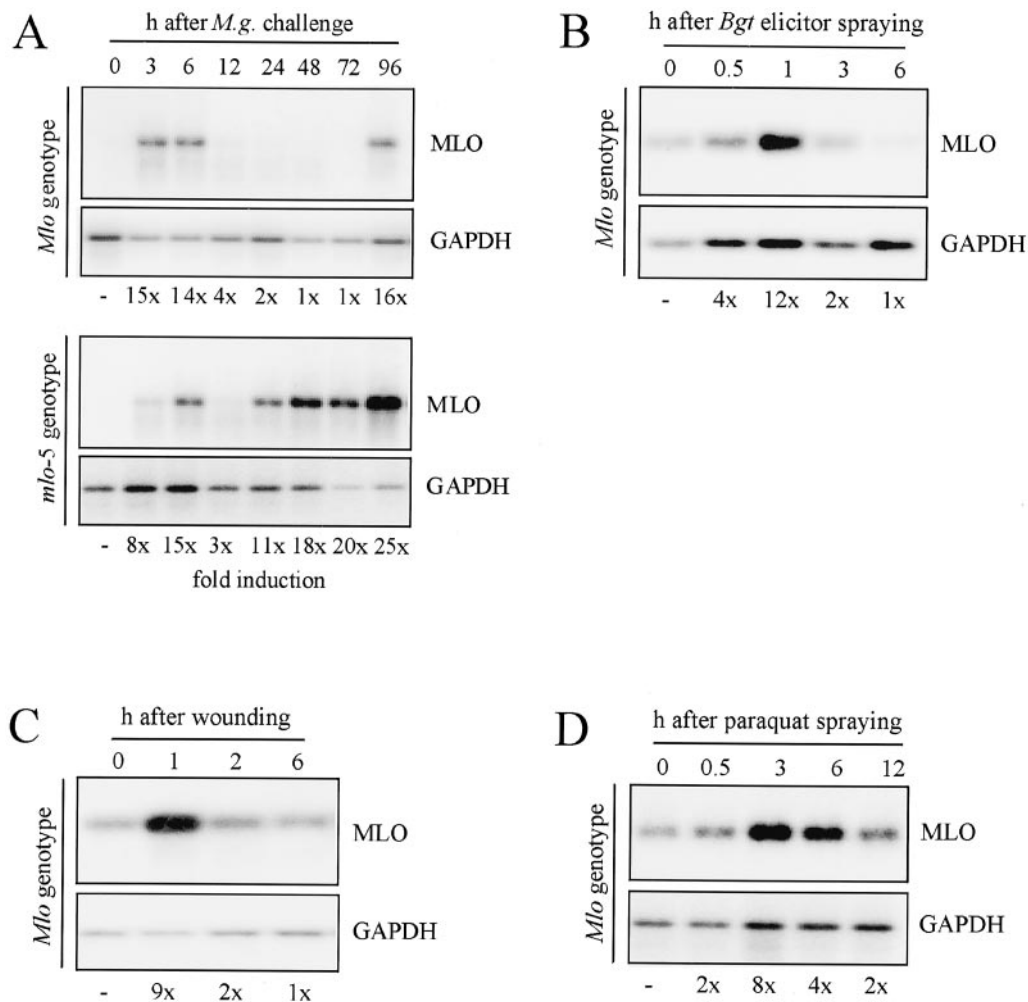 A
h after M.g. challenge
0 3 6 12 24 48 72 96
Mlo genotype
MLO
GAPDH
- 15x 14x 4x 2x 1x 1x 16x
mlo-5 genotype
MLO
GAPDH
- 8x 15x 3x 11x 18x 20x 25x
fold induction
B
h after Bgt elicitor spraying
0 0.5 1 3 6
Mlo genotype
MLO
GAPDH
- 4x 12x 2x 1x
C
h after wounding
0 1 2 6
Mlo genotype
MLO
GAPDH
- 9x 2x 1x
D
h after paraquat spraying
0 0.5 3 6 12
Mlo genotype
MLO
GAPDH
- 2x 8x 4x 2x